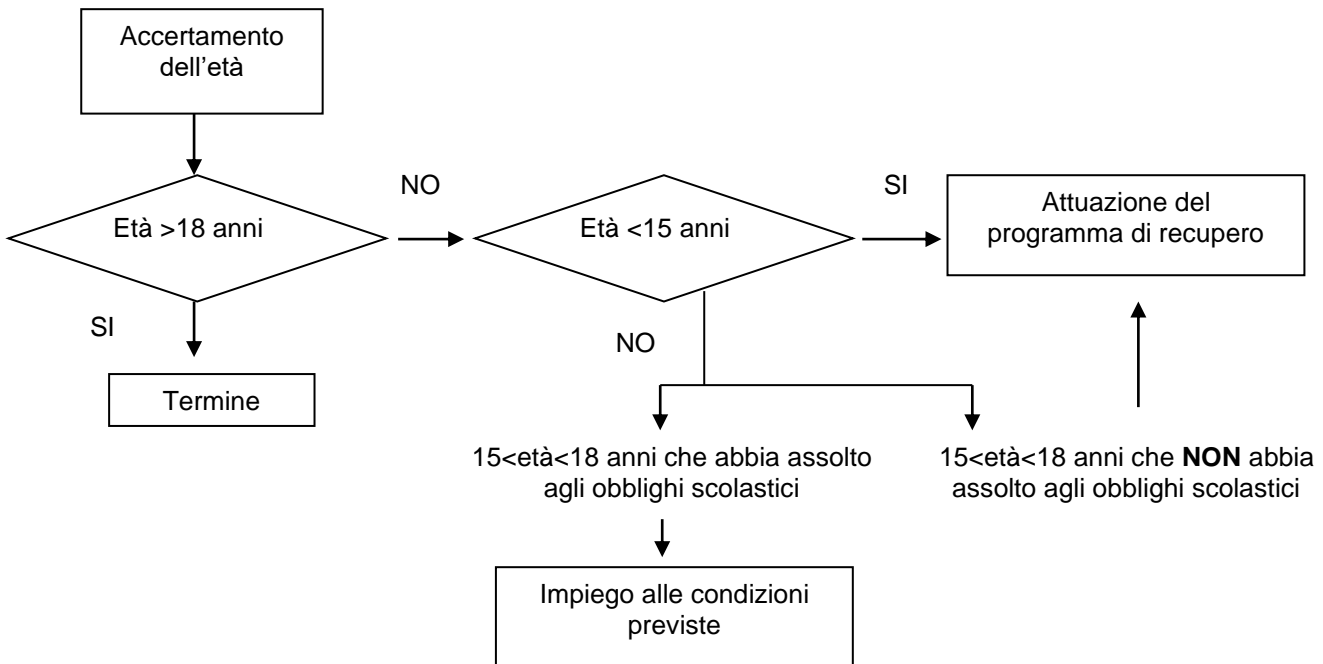 Accertamento
dell'età
NO
SI
Età >18 anni
Età <15 anni
Attuazione del
programma di recupero
SI
NO
Termine
15<età<18 anni che abbia assolto
agli obblighi scolastici
15<età<18 anni che NON abbia
assolto agli obblighi scolastici
Impiego alle condizioni
previste